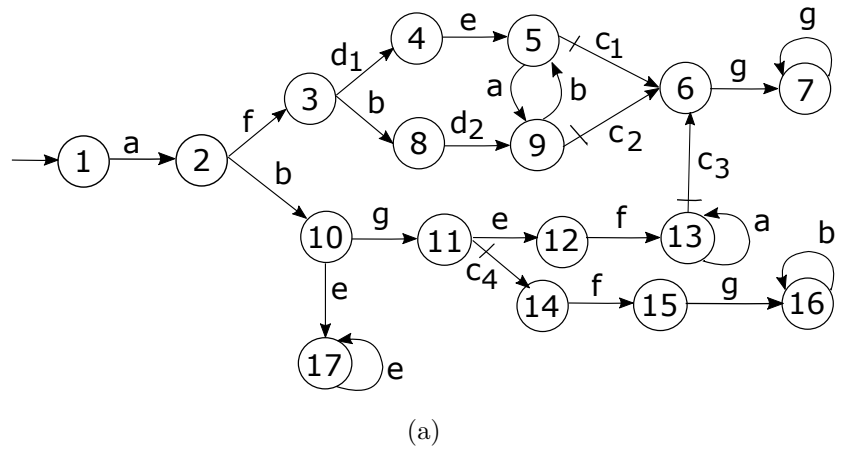 g
4 e 5 c1
d1 6 g 7
3 a b
f b 8 d2 9 c2
1 a 2
b c3
10 g 11 e 12 f 13 a
c4 b
e 14 f 15 g 16
17 e
(a)